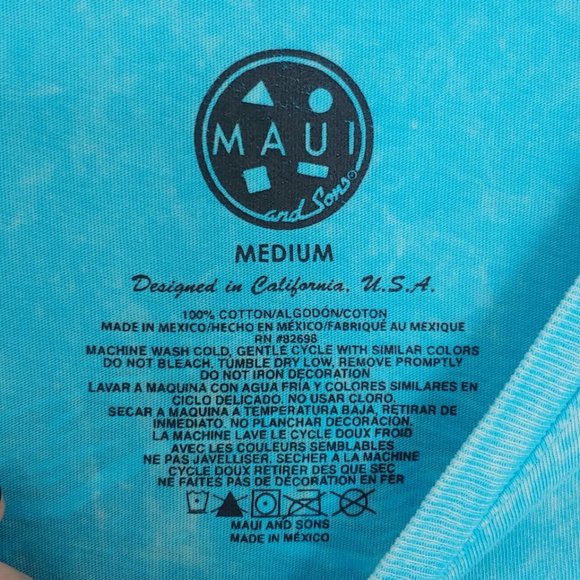 MAUI
and Sons
MEDIUM
Designed in California, U.S.A.
100% COTTON/ALGODÓN/COTON
MADE IN MEXICO/HECHO EN MÉXICO/FABRIQUÉ AU MEXIQUE
RN #82698
MACHINE WASH COLD, GENTLE CYCLE WITH SIMILAR COLORS
DO NOT BLEACH. TUMBLE DRY LOW, REMOVE PROMPTLY
DO NOT IRON DECORATION
LAVAR A MAQUINA CON AGUA FRÍA Y COLORES SIMILARES EN
CICLO DELICADO. NO USAR CLORO.
SECAR A MAQUINA A TEMPERATURA BAJA, RETIRAR DE
INMEDIATO. NO PLANCHAR DECORACIÓN.
LA MACHINE LAVE LE CYCLE DOUX FROID
AVEC LES COULEURS SEMBLABLES
NE PAS JAVELLISER. SECHER A LA MACHINE
CYCLE DOUX RETIRER DES QUE SEC
NE FAITES PAS DE DÉCORATION EN FER
MAUI AND SONS
MADE IN MÉXICO